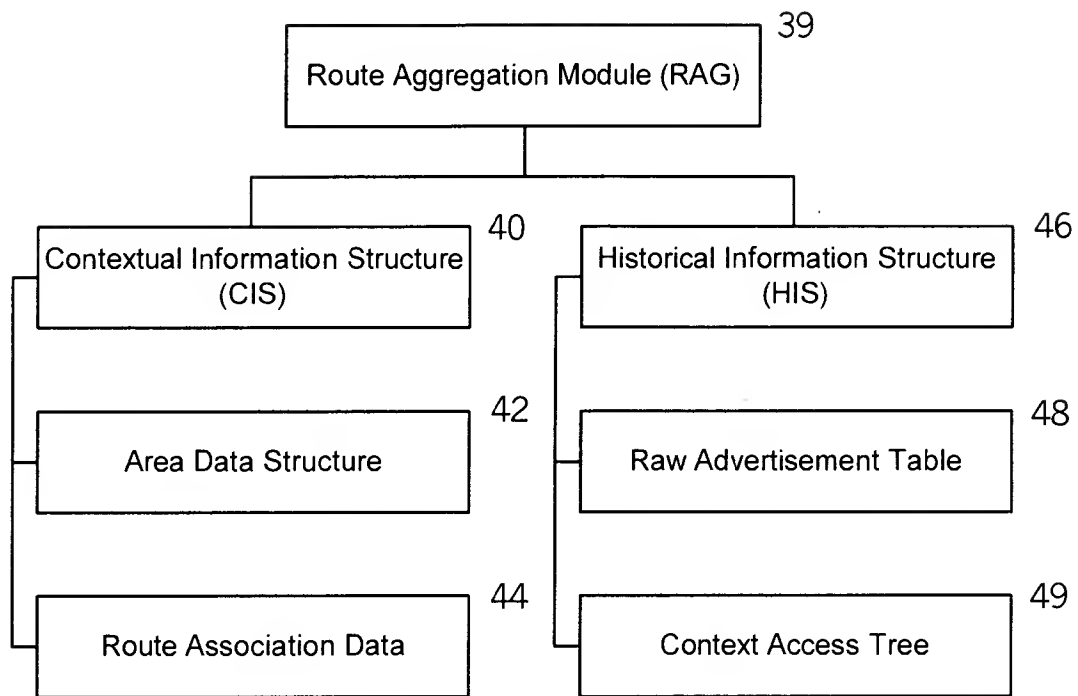 39
Route Aggregation Module (RAG)
40
Contextual Information Structure
(CIS)
46
Historical Information Structure
(HIS)
42
Area Data Structure
48
Raw Advertisement Table
44
Route Association Data
49
Context Access Tree